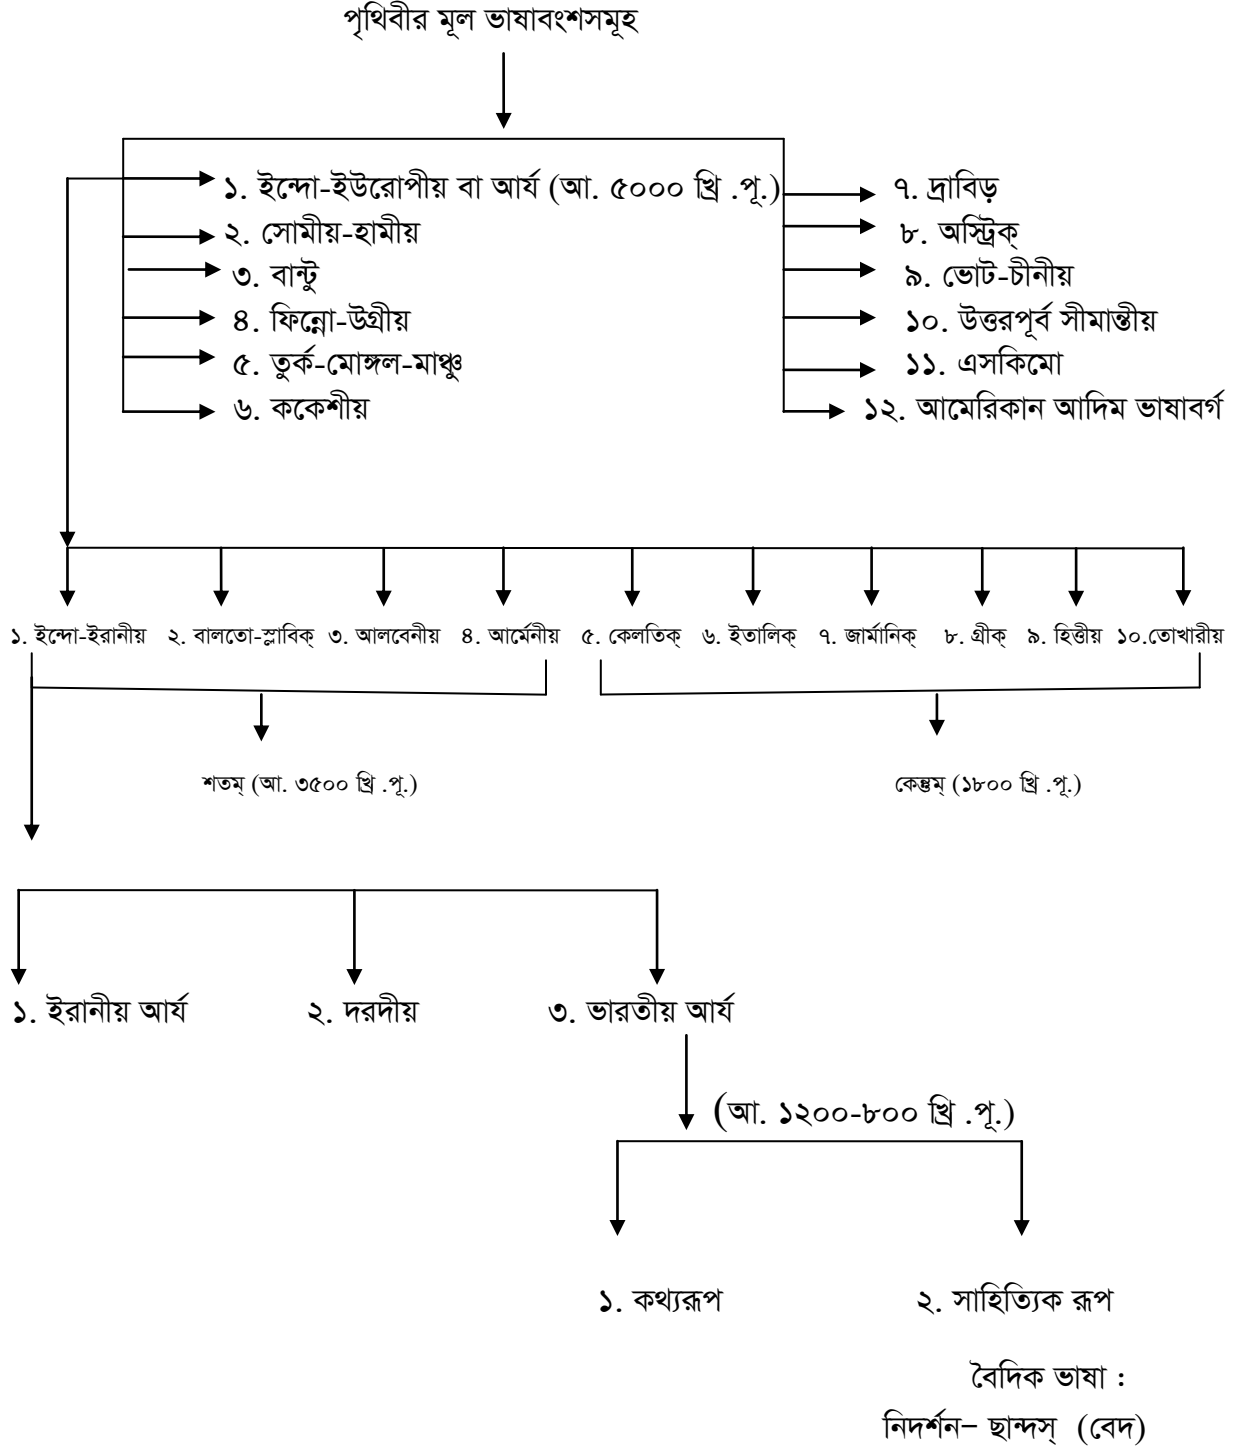 পৃথিবীর মূল ভাষাবংশসমূহ
১. ইন্দো-ইউরোপীয় বা আর্য (আ. ৫০০০ খ্রি .পূ.)
২. সোমীয়-হামীয়
৩. বান্টু
৪. ফিন্নো-উগ্রীয়
৫. তুর্ক-মোঙ্গল-মাঞ্চু
৬. ককেশীয়
৭. দ্রাবিড়
৮. অস্ট্রিক্
৯. ভোট-চীনীয়
১০. উত্তরপূর্ব সীমান্তীয়
১১. এসকিমো
১২. আমেরিকান আদিম ভাষাবর্গ
১. ইন্দো-ইরানীয় ২. বালতো-স্লাবিক্ ৩. আলবেনীয় ৪. আর্মেনীয় ৫. কেলতিক্ ৬. ইতালিক্ ৭. জার্মানিক্ ৮. গ্রীক্ ৯. হিত্তীয় ১০.তোখারীয়
শতম্ (আ. ৩৫০০ খ্রি .পূ.) কেন্তুম্ (১৮০০ খ্রি .পূ.)
১. ইরানীয় আর্য ২. দরদীয় ৩. ভারতীয় আর্য
(আ. ১২০০-৮০০ খ্রি .পূ.)
১. কথ্যরূপ ২. সাহিত্যিক রূপ
বৈদিক ভাষা :
নিদর্শন– ছান্দস্ (বেদ)